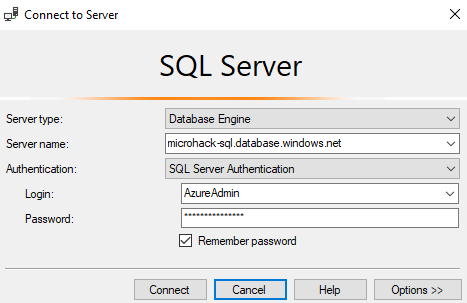 Connect to Server
SQL Server
Server type: Database Engine
Server name: microhack-sql.database.windows.net
Authentication: SQL Server Authentication
Login: AzureAdmin
Password: ***************
Remember password
Connect Cancel Help Options >>